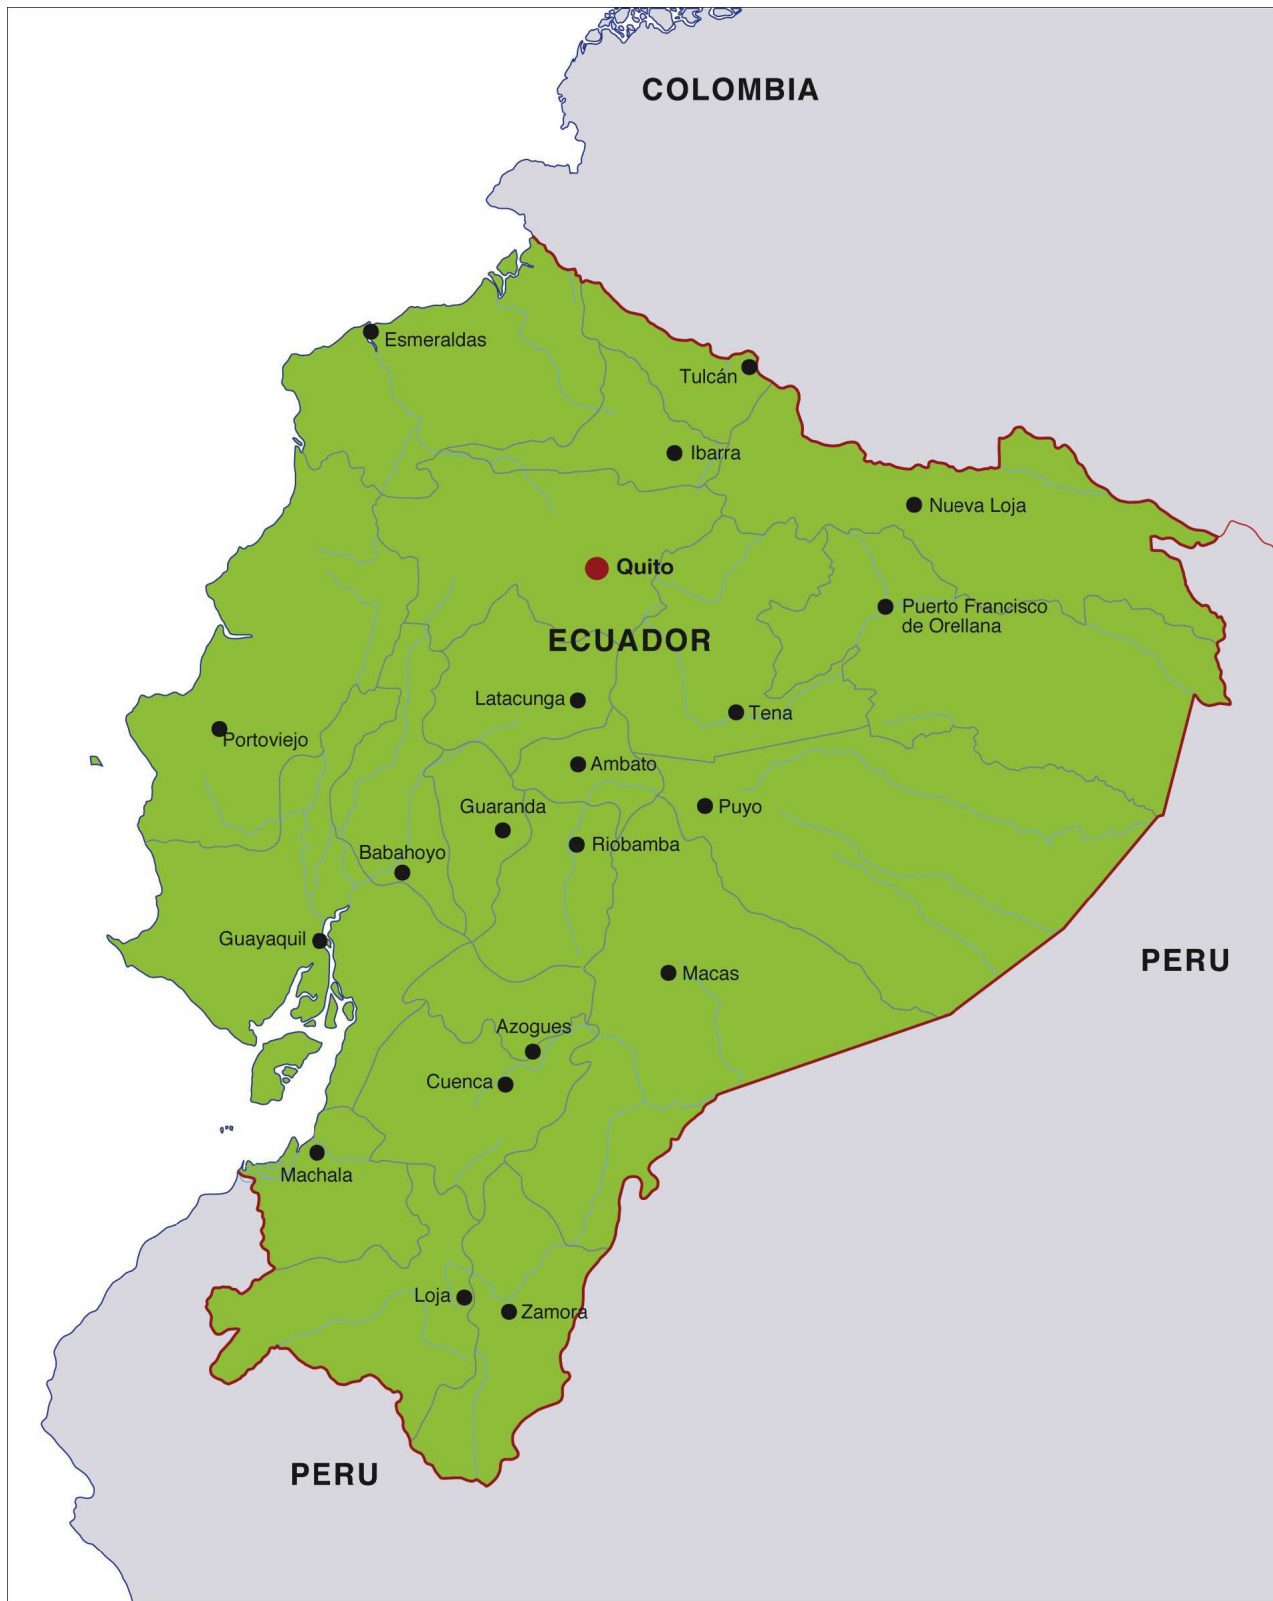 COLOMBIA
Esmeraldas
Tulcán
Ibarra
Nueva Loja
Quito
Puerto Francisco
de Orellana
ECUADOR
Latacunga
Tena
Portoviejo
Ambato
Guaranda
Puyo
Babahoyo
Riobamba
Guayaquil
PERU
Macas
Azogues
Cuenca
Machala
Loja
Zamora
PERU